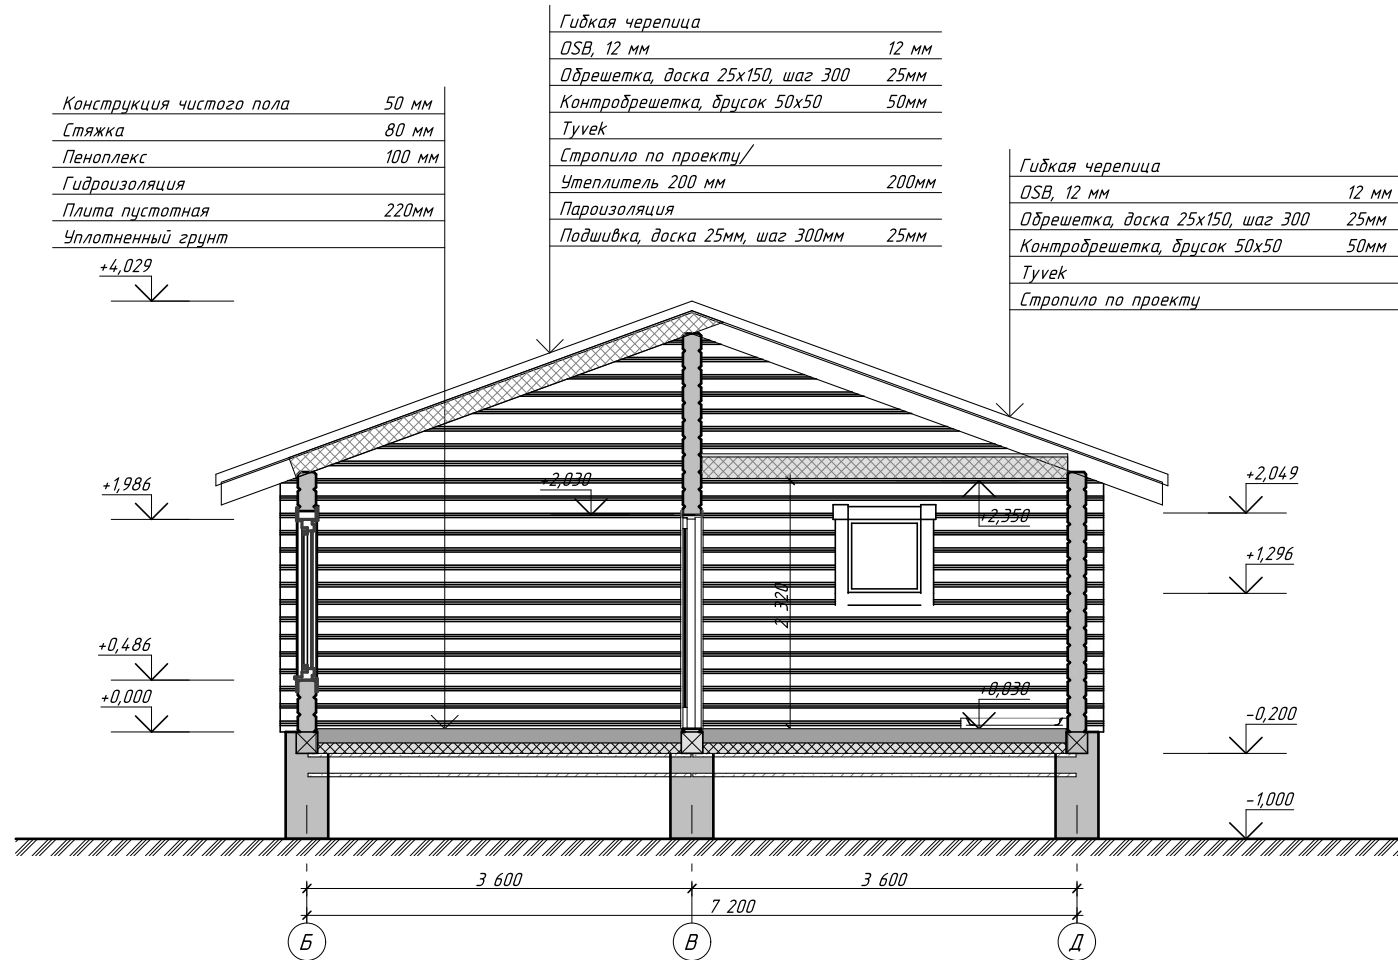 Гибкая черепица
OSB, 12 мм 12 мм
Обрешетка, доска 25х150, шаг 300 25мм
Контробрешетка, брусок 50х50 50мм
Tyvek
Стропило по проекту/
Утеплитель 200 мм 200мм
Пароизоляция
Подшивка, доска 25мм, шаг 300мм 25мм
Конструкция чистого пола 50 мм
Стяжка 80 мм
Пеноплекс 100 мм
Гидроизоляция
Плита пустотная 220мм
Уплотненный грунт
Гибкая черепица
OSB, 12 мм 12 мм
Обрешетка, доска 25х150, шаг 300 25мм
Контробрешетка, брусок 50х50 50мм
Tyvek
Стропило по проекту
+4,029
+1,986
+2,030
+2,049
+2,350
+1,296
2 320
+0,486
+0,000
+0,030
-0,200
-1,000
3 600 3 600
7 200
Б В Д